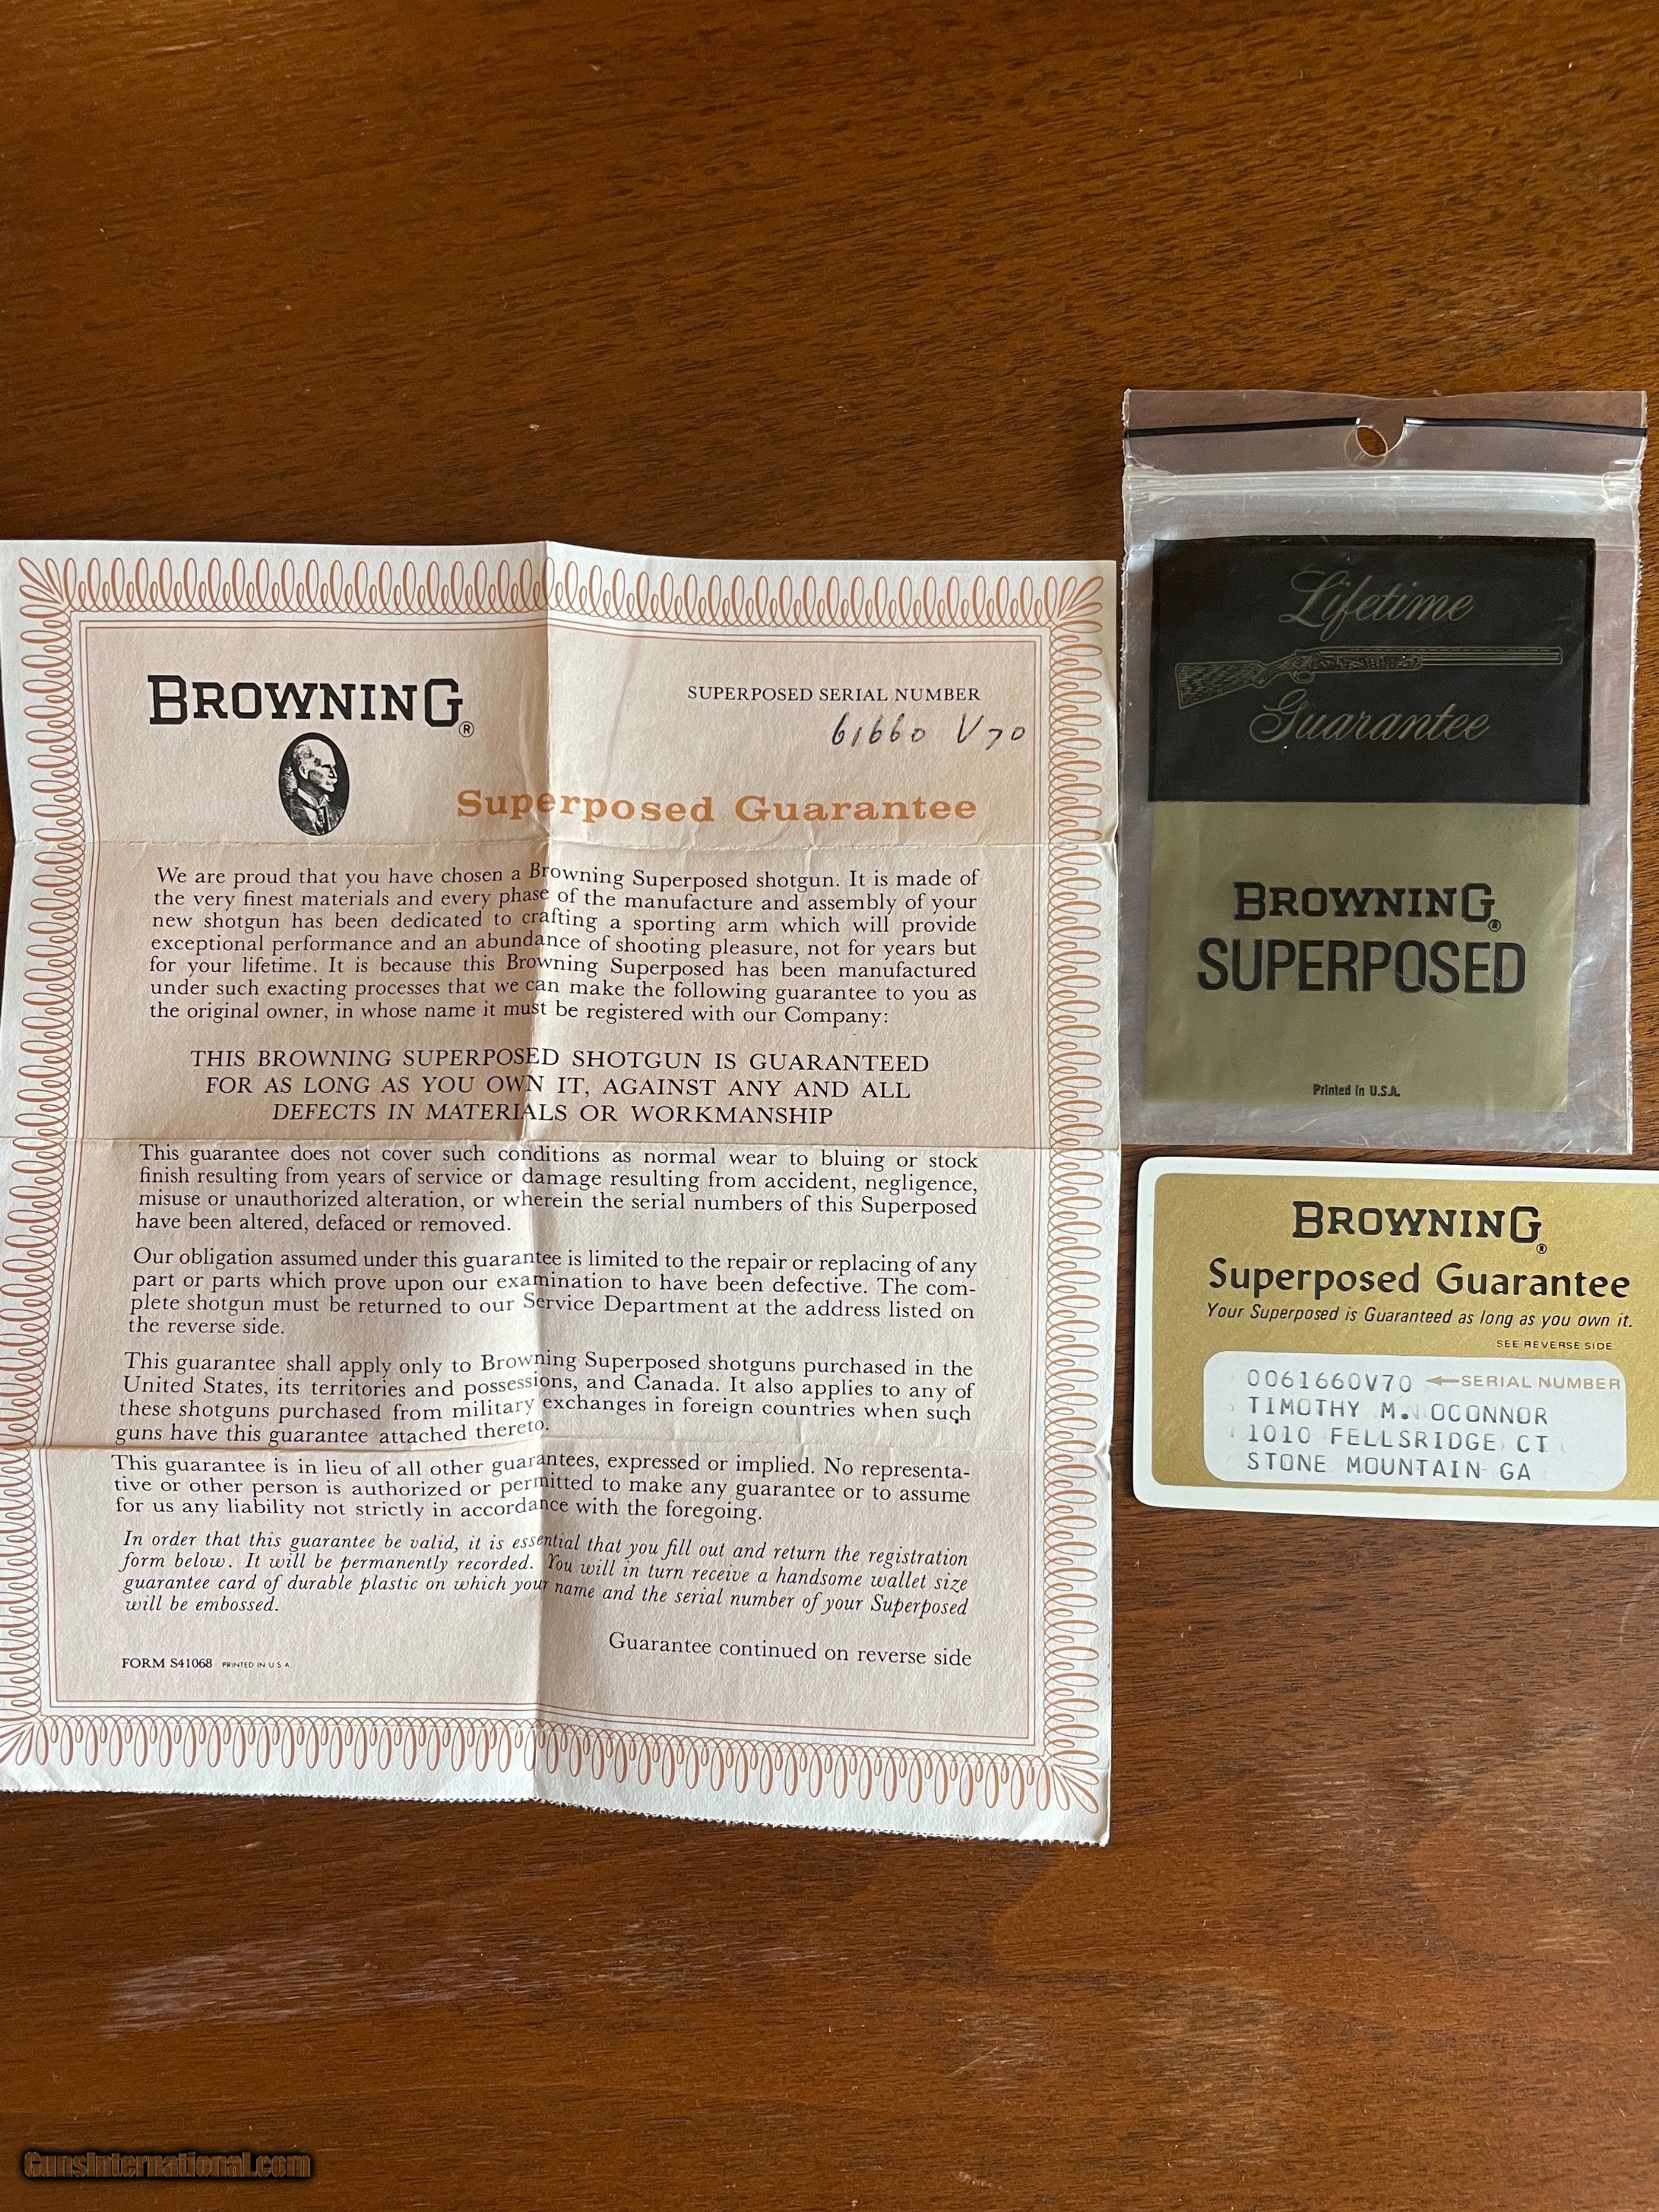 BROWNING®
SUPERPOSED SERIAL NUMBER
61660 V70
Superposed Guarantee
We are proud that you have chosen a Browning Superposed shotgun. It is made of
the very finest materials and every phase of the manufacture and assembly of your
new shotgun has been dedicated to crafting a sporting arm which will provide
exceptional performance and an abundance of shooting pleasure, not for years but
for your lifetime. It is because this Browning Superposed has been manufactured
under such exacting processes that we can make the following guarantee to you as
the original owner, in whose name it must be registered with our Company:
THIS BROWNING SUPERPOSED SHOTGUN IS GUARANTEED
FOR AS LONG AS YOU OWN IT, AGAINST ANY AND ALL
DEFECTS IN MATERIALS OR WORKMANSHIP
This guarantee does not cover such conditions as normal wear to bluing or stock
finish resulting from years of service or damage resulting from accident, negligence,
misuse or unauthorized alteration, or wherein the serial numbers of this Superposed
have been altered, defaced or removed.
Our obligation assumed under this guarantee is limited to the repair or replacing of any
part or parts which prove upon our examination to have been defective. The com-
plete shotgun must be returned to our Service Department at the address listed on
the reverse side.
This guarantee shall apply only to Browning Superposed shotguns purchased in the
United States, its territories and possessions, and Canada. It also applies to any of
these shotguns purchased from military exchanges in foreign countries when such
guns have this guarantee attached thereto.
This guarantee is in lieu of all other guarantees, expressed or implied. No representa-
tive or other person is authorized or permitted to make any guarantee or to assume
for us any liability not strictly in accordance with the foregoing.
In order that this guarantee be valid, it is essential that you fill out and return the registration
form below. It will be permanently recorded. You will in turn receive a handsome wallet size
guarantee card of durable plastic on which your name and the serial number of your Superposed
will be embossed.
Guarantee continued on reverse side
FORM S41068 PRINTED IN U S A
Lifetime
Guarantee
BROWNING®
SUPERPOSED
Printed in U.S.A.
BROWNING®
Superposed Guarantee
Your Superposed is Guaranteed as long as you own it.
SEE REVERSE SIDE
0061660V70 ←SERIAL NUMBER
TIMOTHY M. OCONNOR
1010 FELLSRIDGE CT
STONE MOUNTAIN GA
GunsInternational.com